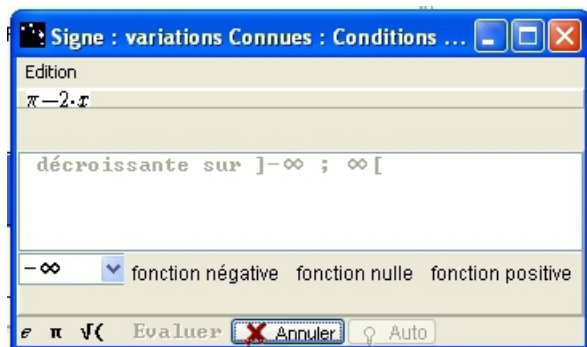 Signe : variations Connues : Conditions ...
Edition
π−2·x
décroissante sur ]−∞ ; ∞[
−∞ fonction négative fonction nulle fonction positive
e π √( Evaluer Annuler Auto